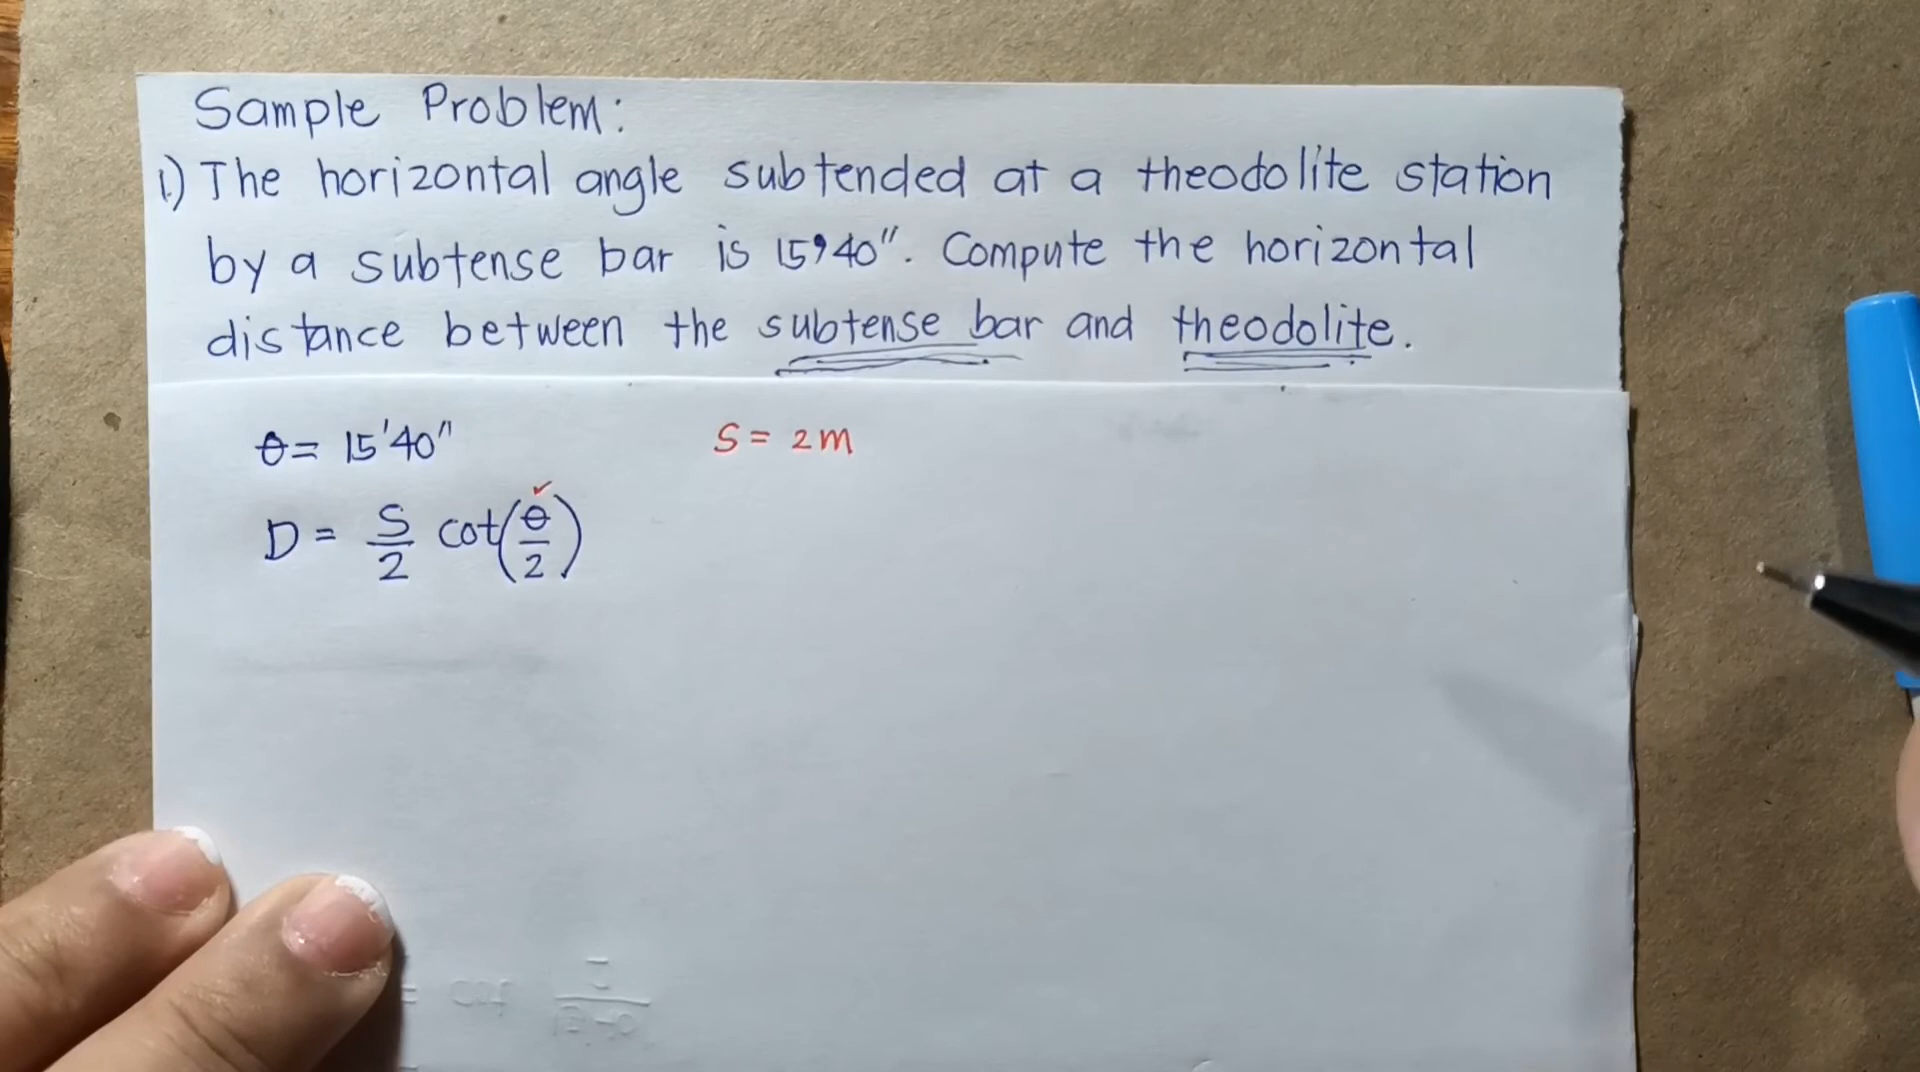 Sample Problem:
1.) The horizontal angle subtended at a theodolite station
by a subtense bar is 15'40". Compute the horizontal
distance between the subtense bar and theodolite.
θ = 15'40" S = 2m
D = S/2 cot(θ/2)